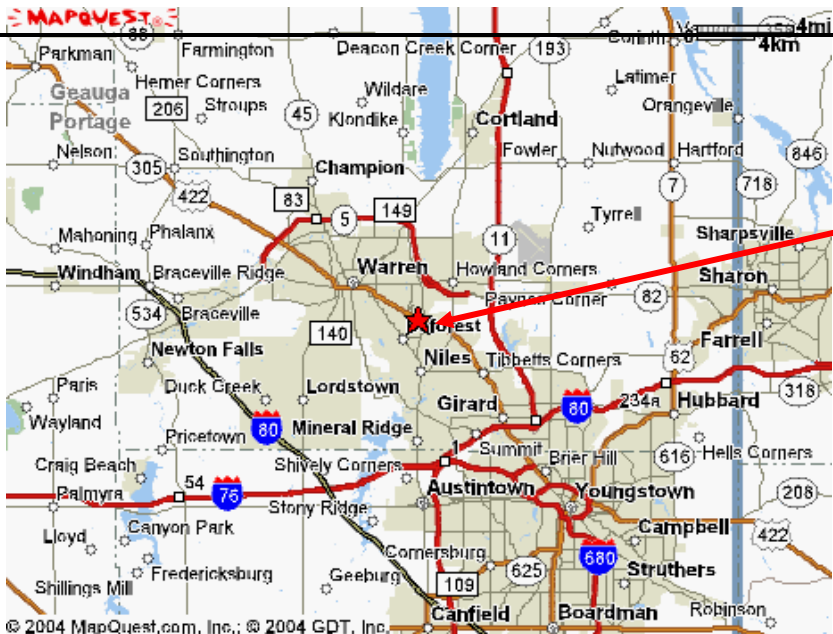 MAPQUEST
88
Farmington
Deacon Creek Corner
193
Corinth
0
4mi
4km
Parkman
Hemer Corners
Geauga
Portage
206
Stroups
45
Wildare
Klondike
Cortland
Latimer
Orangeville
Nelson
305
Southington
Champion
Fowler
Nutwood
Hartford
846
422
83
5
149
7
718
Mahoning
Phalanx
11
Tyrrell
Sharpsville
Windham
Braceville Ridge
Warren
Howland Corners
Sharon
Paynes Corner
82
534
Braceville
140
forest
Farrell
Newton Falls
Niles
Tibbetts Corners
62
Paris
Duck Creek
Lordstown
Girard
80
234a
Hubbard
318
Wayland
80
Mineral Ridge
Pricetown
1
Summit
616
Hells Corners
Craig Beach
Shively Corners
Brier Hill
54
76
Austintown
Youngstown
208
Palmyra
Stony Ridge
Canyon Park
Campbell
422
Lloyd
Cornersburg
680
Fredericksburg
625
Struthers
Shillings Mill
Geeburg
109
Robinson
Canfield
Boardman
© 2004 MapQuest.com, Inc.; © 2004 GDT, Inc.